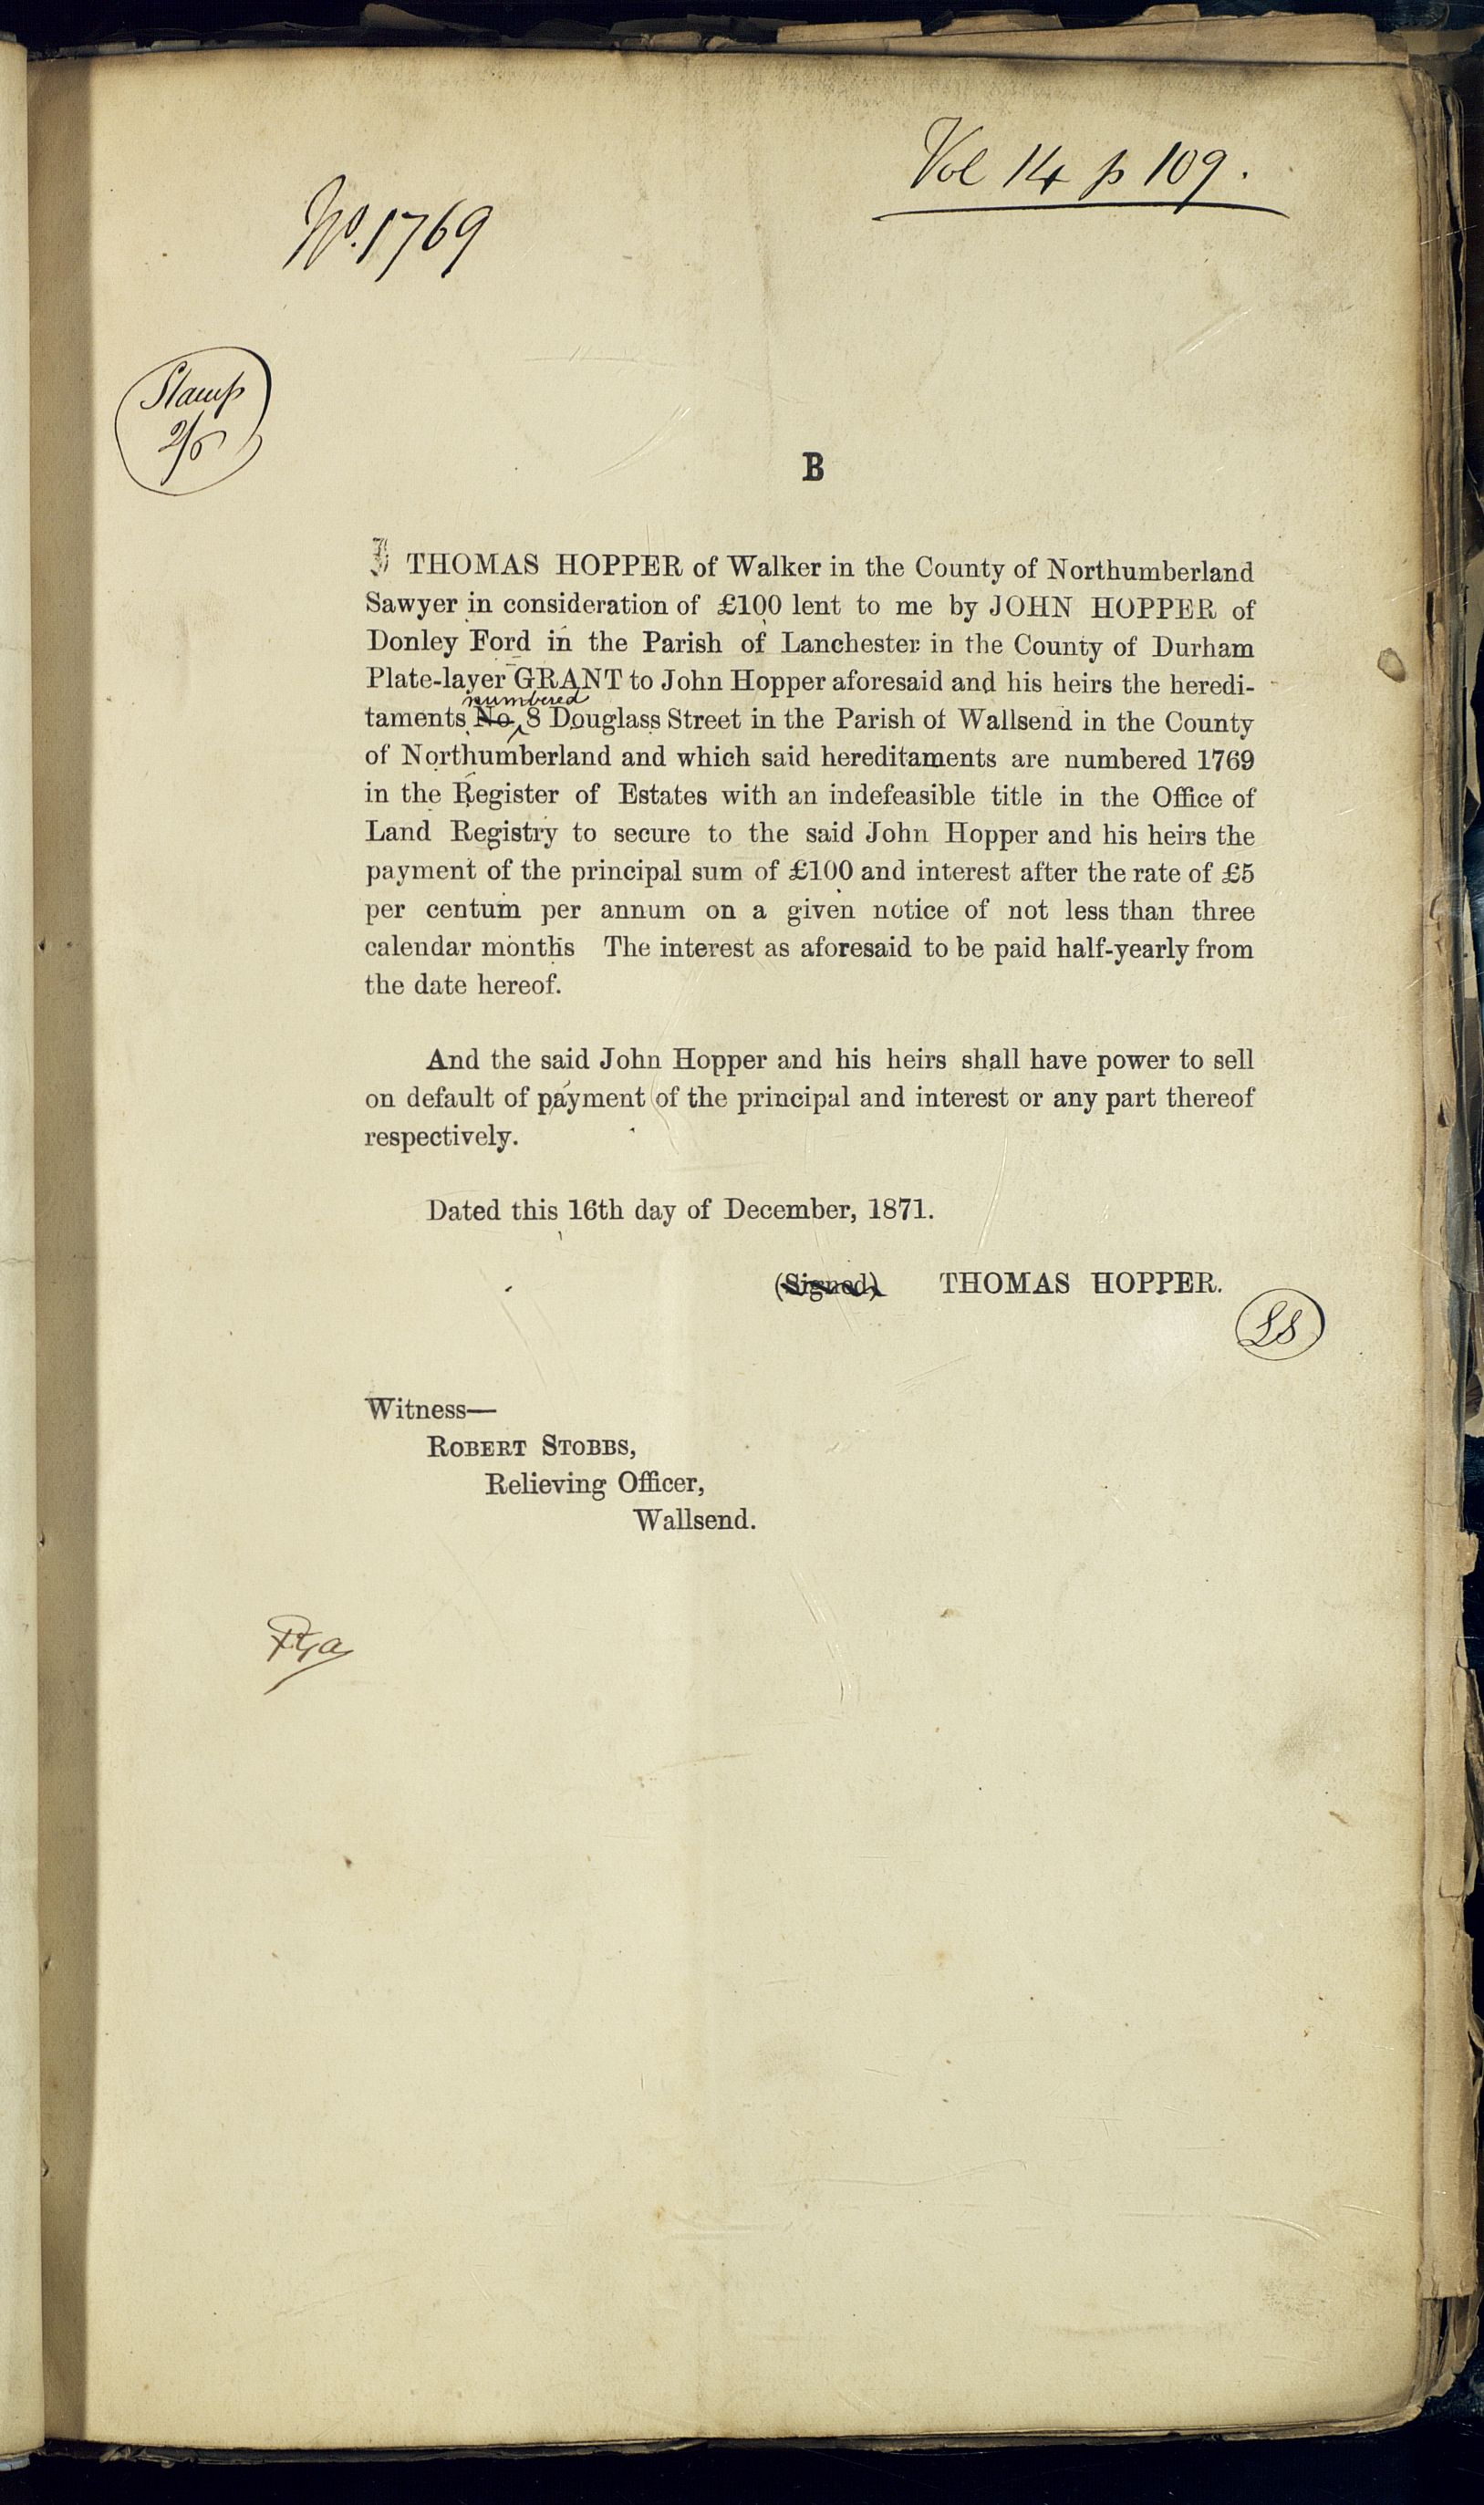 Vol 14 p 109.
No. 1769
Stamp
2/6
B
I THOMAS HOPPER of Walker in the County of Northumberland
Sawyer in consideration of £100 lent to me by JOHN HOPPER of
Donley Ford in the Parish of Lanchester in the County of Durham
Plate-layer GRANT to John Hopper aforesaid and his heirs the heredi-
numbered
taments No. 8 Douglass Street in the Parish of Wallsend in the County
of Northumberland and which said hereditaments are numbered 1769
in the Register of Estates with an indefeasible title in the Office of
Land Registry to secure to the said John Hopper and his heirs the
payment of the principal sum of £100 and interest after the rate of £5
per centum per annum on a given notice of not less than three
calendar months The interest as aforesaid to be paid half-yearly from
the date hereof.
And the said John Hopper and his heirs shall have power to sell
on default of payment of the principal and interest or any part thereof
respectively.
Dated this 16th day of December, 1871.
(Signed) THOMAS HOPPER.
LS
Witness—
ROBERT STOBBS,
Relieving Officer,
Wallsend.